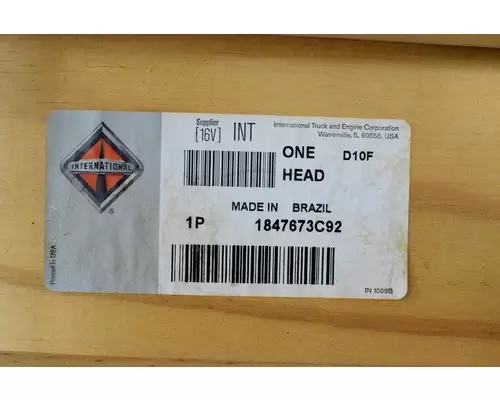 Supplier
[16V] INT
International Truck and Engine Corporation
Warrenville, IL 60555, USA
INTERNATIONAL
®
ONE D10F
HEAD
MADE IN BRAZIL
1P 1847673C92
Printed in USA
IN 1009B